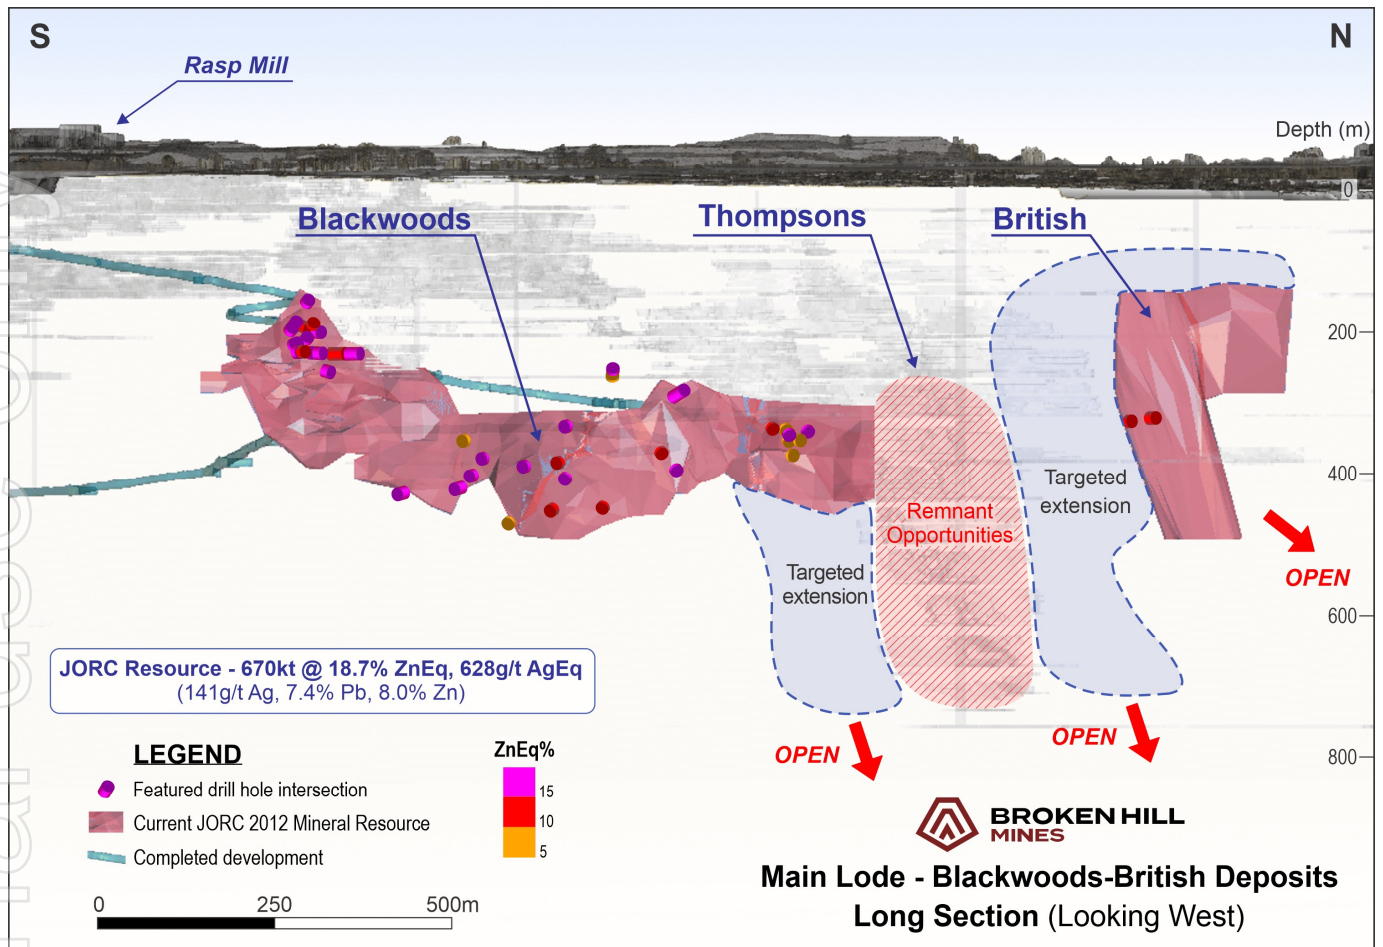 S
N
Rasp Mill
Depth (m)
0
Blackwoods
Thompsons
British
200
400
Targeted
extension
Remnant
Opportunities
Targeted
extension
OPEN
600
JORC Resource - 670kt @ 18.7% ZnEq, 628g/t AgEq
(141g/t Ag, 7.4% Pb, 8.0% Zn)
OPEN
OPEN
800
LEGEND
Featured drill hole intersection
Current JORC 2012 Mineral Resource
Completed development
ZnEq%
15
10
5
BROKEN HILL
MINES
Main Lode - Blackwoods-British Deposits
Long Section (Looking West)
0 250 500m